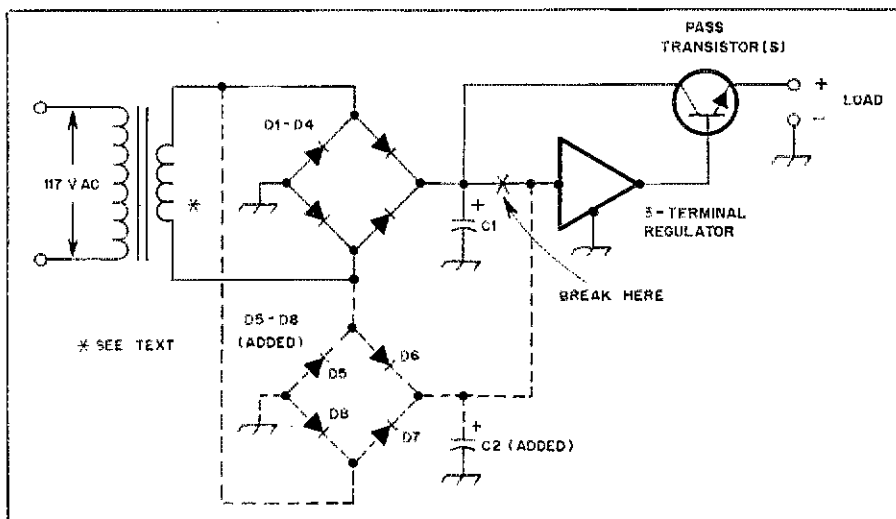 PASS
TRANSISTOR(S)
+
LOAD
-
D1-D4
117 V AC
*
+
C1
3-TERMINAL
REGULATOR
BREAK HERE
* SEE TEXT
D5-D8
(ADDED)
D5
D6
D8
D7
+
C2 (ADDED)